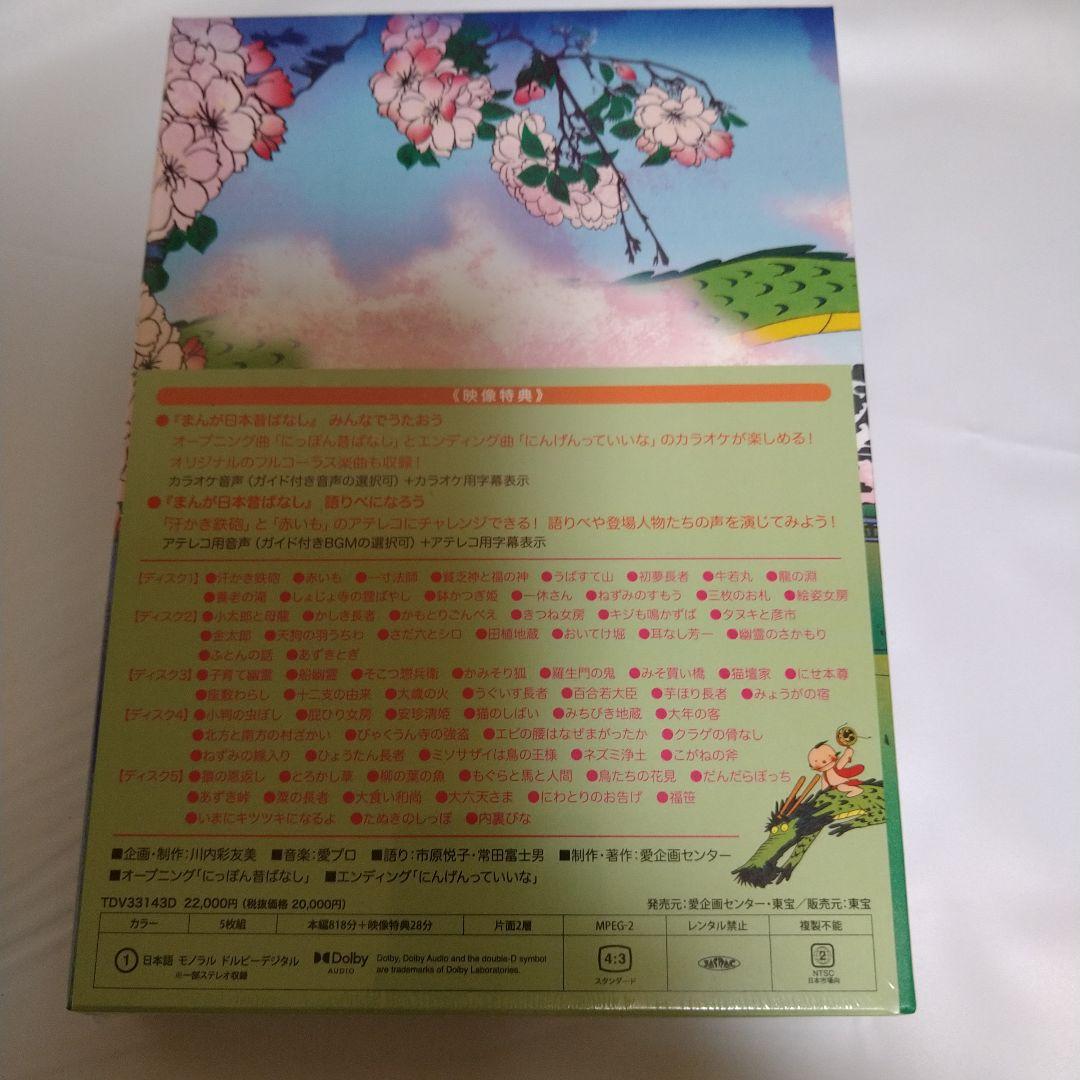 《映像特典》
●『まんが日本昔ばなし』 みんなでうたおう
オープニング曲「にっぽん昔ばなし」とエンディング曲「にんげんっていいな」のカラオケが楽しめる!
オリジナルのフルコーラス楽曲も収録!
カラオケ音声(ガイド付き音声の選択可)+カラオケ用字幕表示
●『まんが日本昔ばなし』 語りべになろう
「汗かき鉄砲」と「赤いも」のアテレコにチャレンジできる! 語りべや登場人物たちの声を演じてみよう!
アテレコ用音声(ガイド付きBGMの選択可)+アテレコ用字幕表示
【ディスク1】●汗かき鉄砲 ●赤いも ●一寸法師 ●貧乏神と福の神 ●うばすて山 ●初夢長者 ●牛若丸 ●龍の淵
●養老の滝 ●しょじょ寺の狸ばやし ●鉢かつぎ姫 ●一休さん ●ねずみのすもう ●三枚のお札 ●絵姿女房
【ディスク2】●小太郎と母龍 ●かしき長者 ●かもとりごんべえ ●きつね女房 ●キジも鳴かずば ●タヌキと彦市
●金太郎 ●天狗の羽うちわ ●さだ六とシロ ●田植地蔵 ●おいてけ堀 ●耳なし芳一 ●幽霊のさかもり
●ふとんの話 ●あずきとぎ
【ディスク3】●子育て幽霊 ●船幽霊 ●そこつ惣兵衛 ●かみそり狐 ●羅生門の鬼 ●みそ買い橋 ●猫壇家 ●にせ本尊
●座敷わらし ●十二支の由来 ●大歳の火 ●うぐいす長者 ●百合若大臣 ●芋ほり長者 ●みょうがの宿
【ディスク4】●小判の虫ぼし ●屁ひり女房 ●安珍清姫 ●猫のしばい ●みちびき地蔵 ●大年の客
●北方と南方の村ざかい ●びゃくうん寺の強盗 ●エビの腰はなぜまがったか ●クラゲの骨なし
●ねずみの嫁入り ●ひょうたん長者 ●ミソサザイは鳥の王様 ●ネズミ浄土 ●こがねの斧
【ディスク5】●狼の恩返し ●とろかし草 ●柳の葉の魚 ●もぐらと馬と人間 ●鳥たちの花見 ●だんだらぼっち
●あずき峠 ●粟の長者 ●大食い和尚 ●大六天さま ●にわとりのお告げ ●福笹
●いまにキツツキになるよ ●たぬきのしっぽ ●内裏びな
■企画・制作:川内彩友美 ■音楽:愛プロ ■語り:市原悦子・常田富士男 ■制作・著作:愛企画センター
■オープニング「にっぽん昔ばなし」 ■エンディング「にんげんっていいな」
TDV33143D 22,000円 (税抜価格 20,000円) 発売元:愛企画センター・東宝/販売元:東宝
カラー 5枚組 本編818分+映像特典28分 片面2層 MPEG-2 レンタル禁止 複製不能
1 日本語 モノラル ドルビーデジタル
※一部ステレオ収録
Dolby
AUDIO
Dolby, Dolby Audio and the double-D symbol
are trademarks of Dolby Laboratories.
4:3
スタンダード
2
NTSC
日本市場向